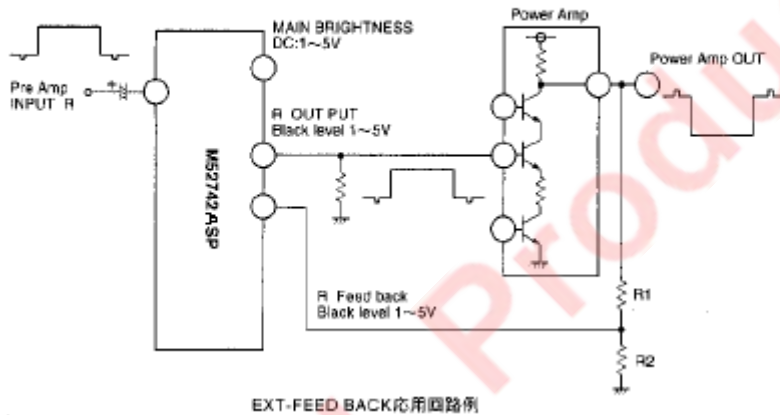 Power Amp
MAIN BRIGHTNESS
DC:1～5V
Power Amp OUT
Pre Amp
INPUT R
R OUT PUT
Black level 1～5V
M52742ASP
R Feed back
Black level 1～5V
R1
R2
EXT-FEED BACK応用回路例
Produ